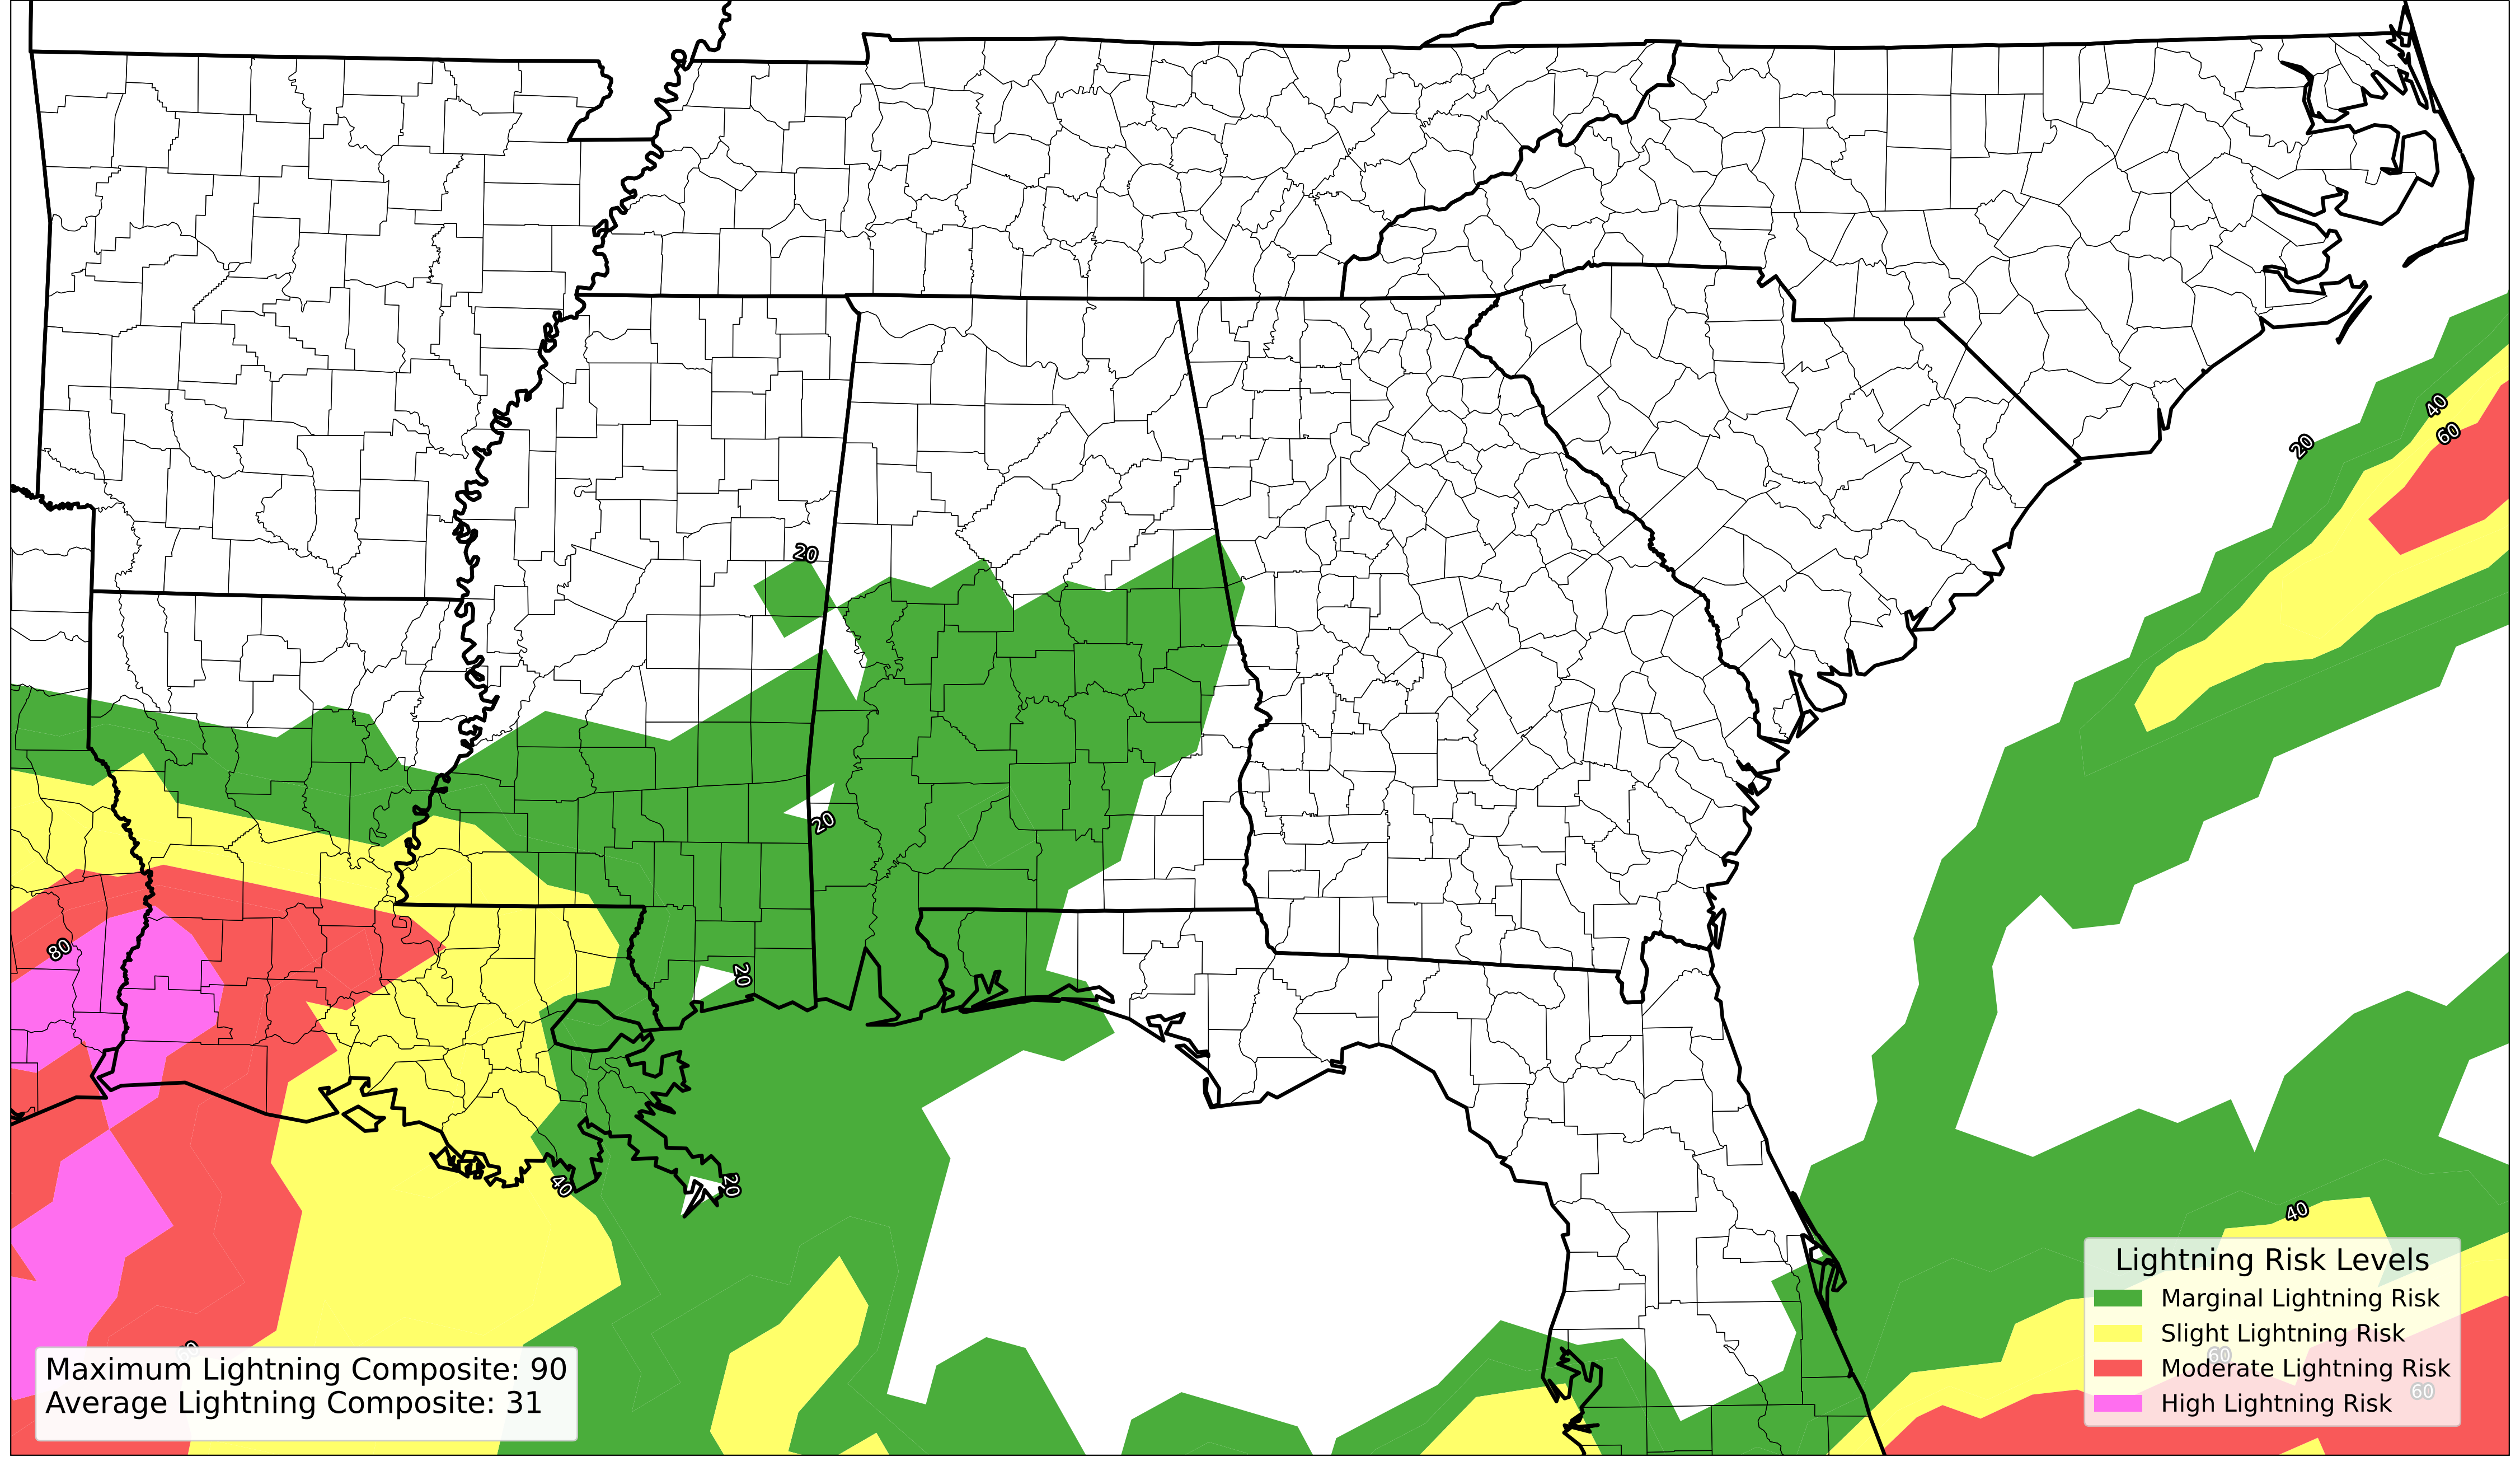 40
60
20
20
20
80
20
40
20
40
Lightning Risk Levels
Marginal Lightning Risk
Slight Lightning Risk
60
Moderate Lightning Risk
60
High Lightning Risk
Maximum Lightning Composite: 90
Average Lightning Composite: 31